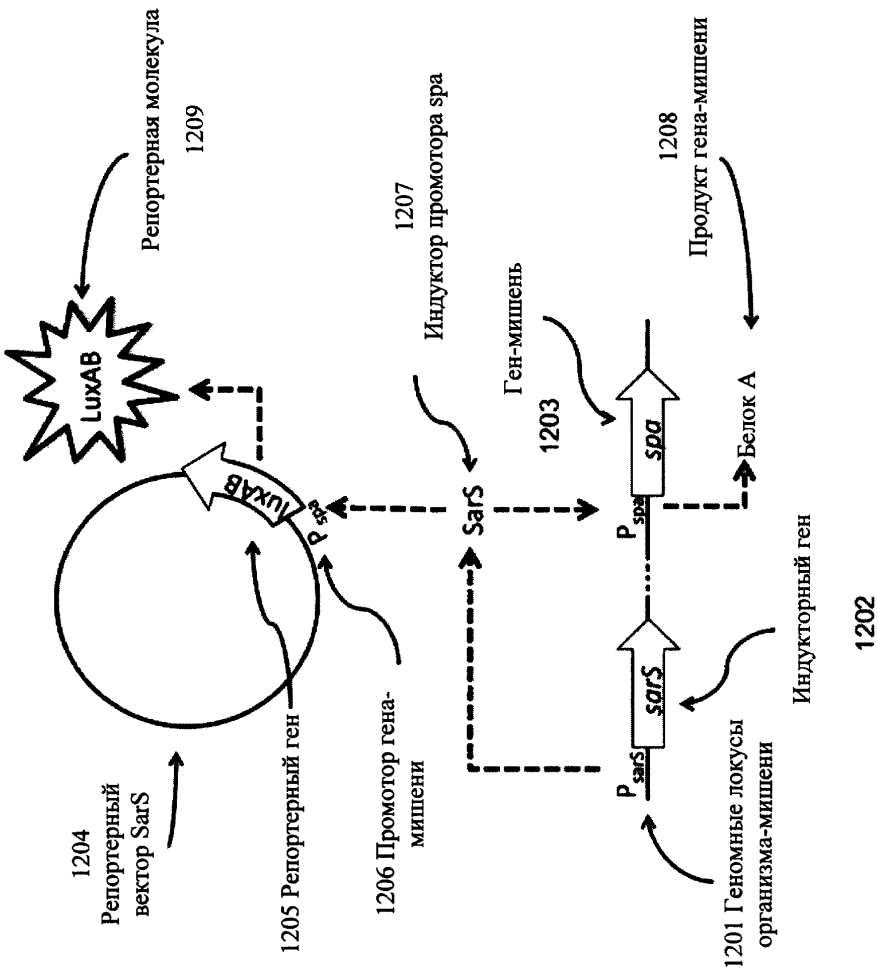 1204
Репортерный
вектор SarS
1205 Репортерный ген
1206 Промотор гена-
мишени
luxAB
P spa
LuxAB
Репортерная молекула
1209
SarS
1207
Индуктор промотора spa
1201 Геномные локусы
организма-мишени
P sarS
sarS
Индукторный ген
1202
P spa
spa
Ген-мишень
1203
Белок А
1208
Продукт гена-мишени